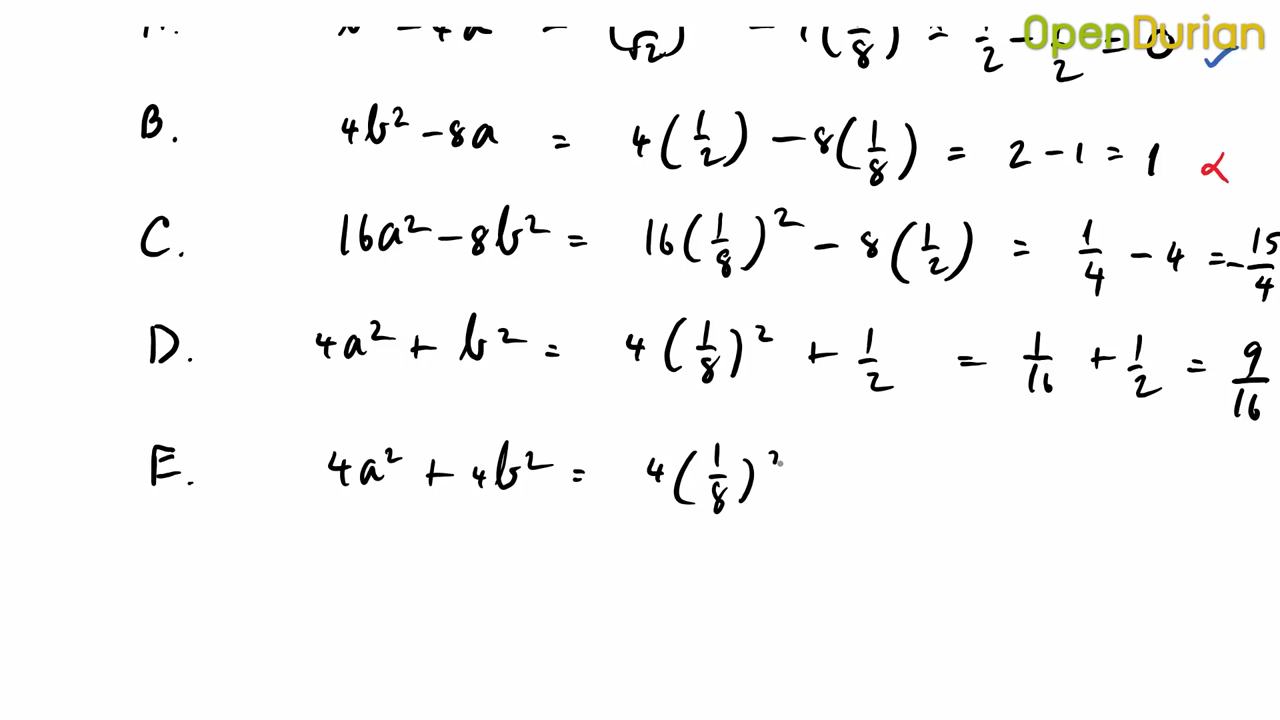 OpenDurian
B. 4b² - 8a = 4(1/2) - 8(1/8) = 2 - 1 = 1
C. 16a² - 8b² = 16(1/8)² - 8(1/2) = 1/4 - 4 = -15/4
D. 4a² + b² = 4(1/8)² + 1/2 = 1/16 + 1/2 = 9/16
E. 4a² + 4b² = 4(1/8)²